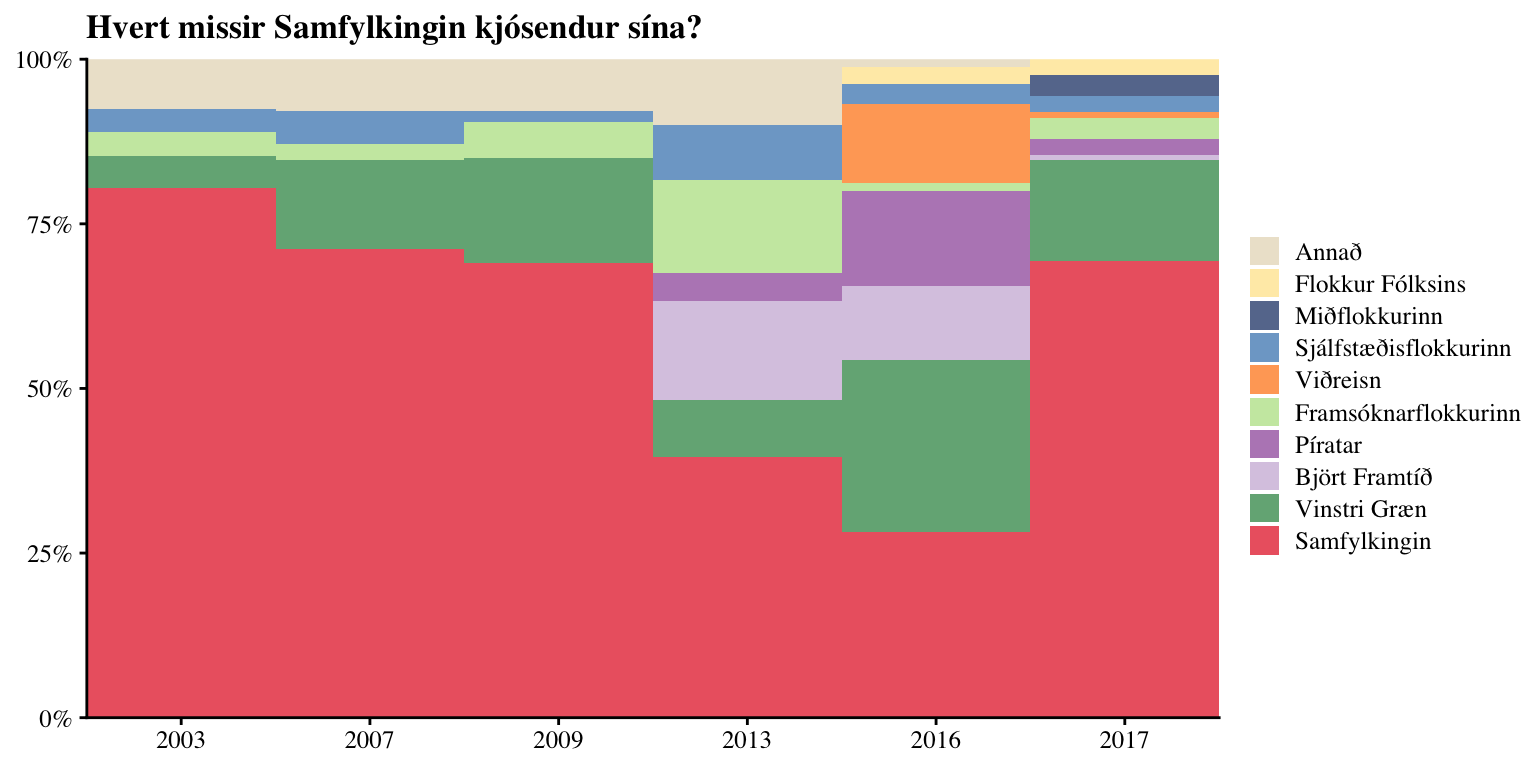 Hvert missir Samfylkingin kjósendur sína?
100%
75%
50%
25%
0%
2003 2007 2009 2013 2016 2017
Annað
Flokkur Fólksins
Miðflokkurinn
Sjálfstæðisflokkurinn
Viðreisn
Framsóknarflokkurinn
Píratar
Björt Framtíð
Vinstri Græn
Samfylkingin